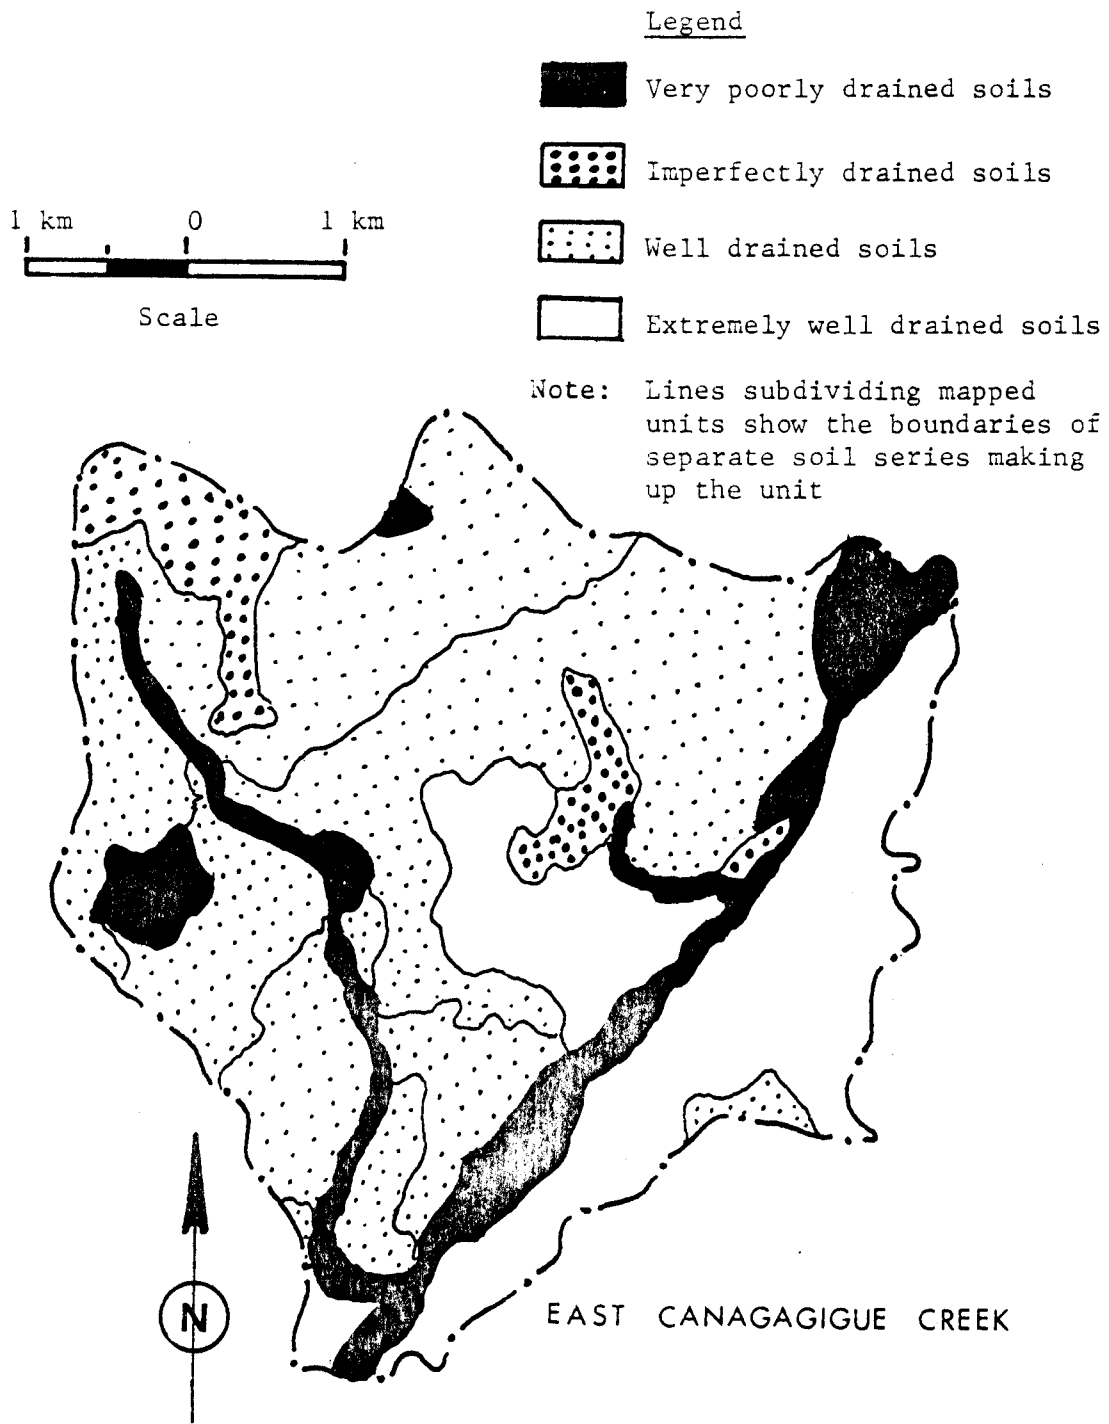 Legend
Very poorly drained soils
Imperfectly drained soils
1 km 0 1 km
Well drained soils
Scale
Extremely well drained soils
Note: Lines subdividing mapped
units show the boundaries of
separate soil series making
up the unit
N
EAST CANAGAGIGUE CREEK